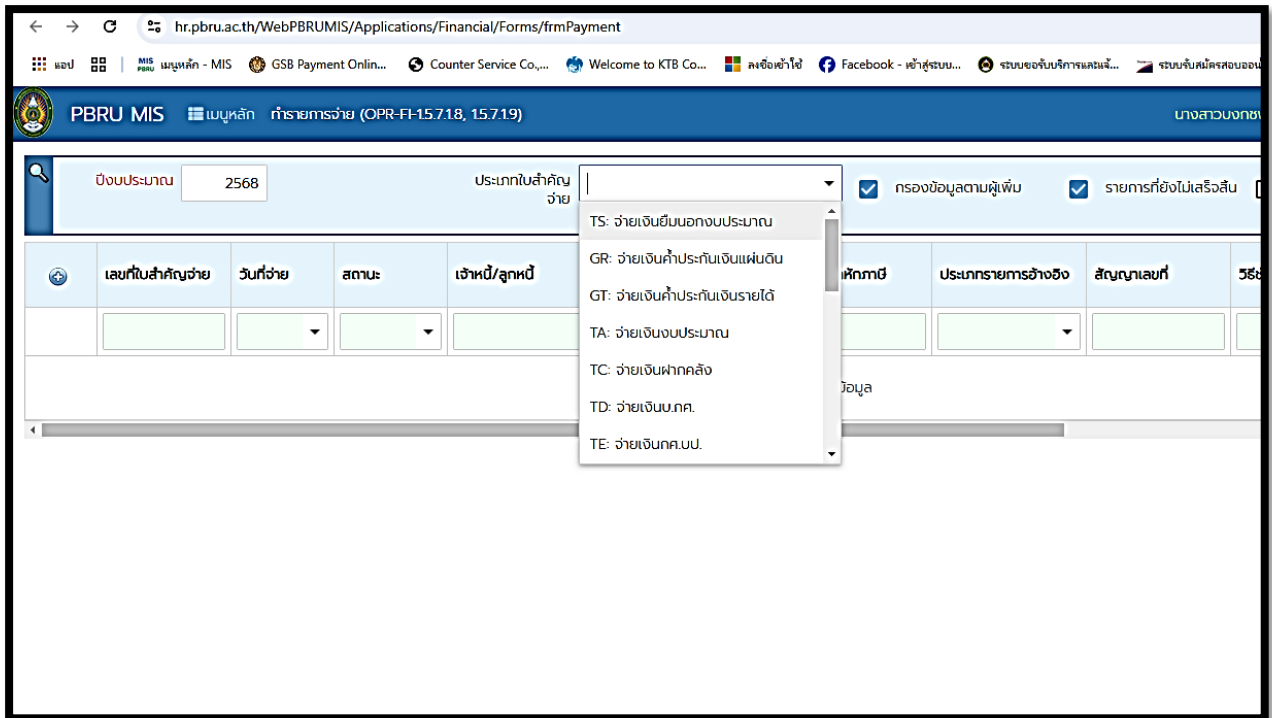 hr.pbru.ac.th/WebPBRUMIS/Applications/Financial/Forms/frmPayment
แอป MIS PBRU เมนูหลัก - MIS GSB Payment Onlin... Counter Service Co.,... Welcome to KTB Co... ลงชื่อเข้าใช้ Facebook - เข้าสู่ระบบ... ระบบขอรับบริการและแจ้... ระบบรับสมัครสอบออน
PBRU MIS เมนูหลัก ทำรายการจ่าย (OPR-FI-1.5.7.18, 1.5.7.19) นางสาวบงกช
ปีงบประมาณ 2568 ประเภทใบสำคัญจ่าย กรองข้อมูลตามผู้เพิ่ม รายการที่ยังไม่เสร็จสิ้น
TS: จ่ายเงินยืมนอกงบประมาณ
GR: จ่ายเงินค้ำประกันเงินแผ่นดิน
GT: จ่ายเงินค้ำประกันเงินรายได้
TA: จ่ายเงินงบประมาณ
TC: จ่ายเงินฝากคลัง
TD: จ่ายเงินบ.กศ.
TE: จ่ายเงินกศ.บป.
เลขที่ใบสำคัญจ่าย วันที่จ่าย สถานะ เจ้าหนี้/ลูกหนี้ หักภาษี ประเภทรายการอ้างอิง สัญญาเลขที่